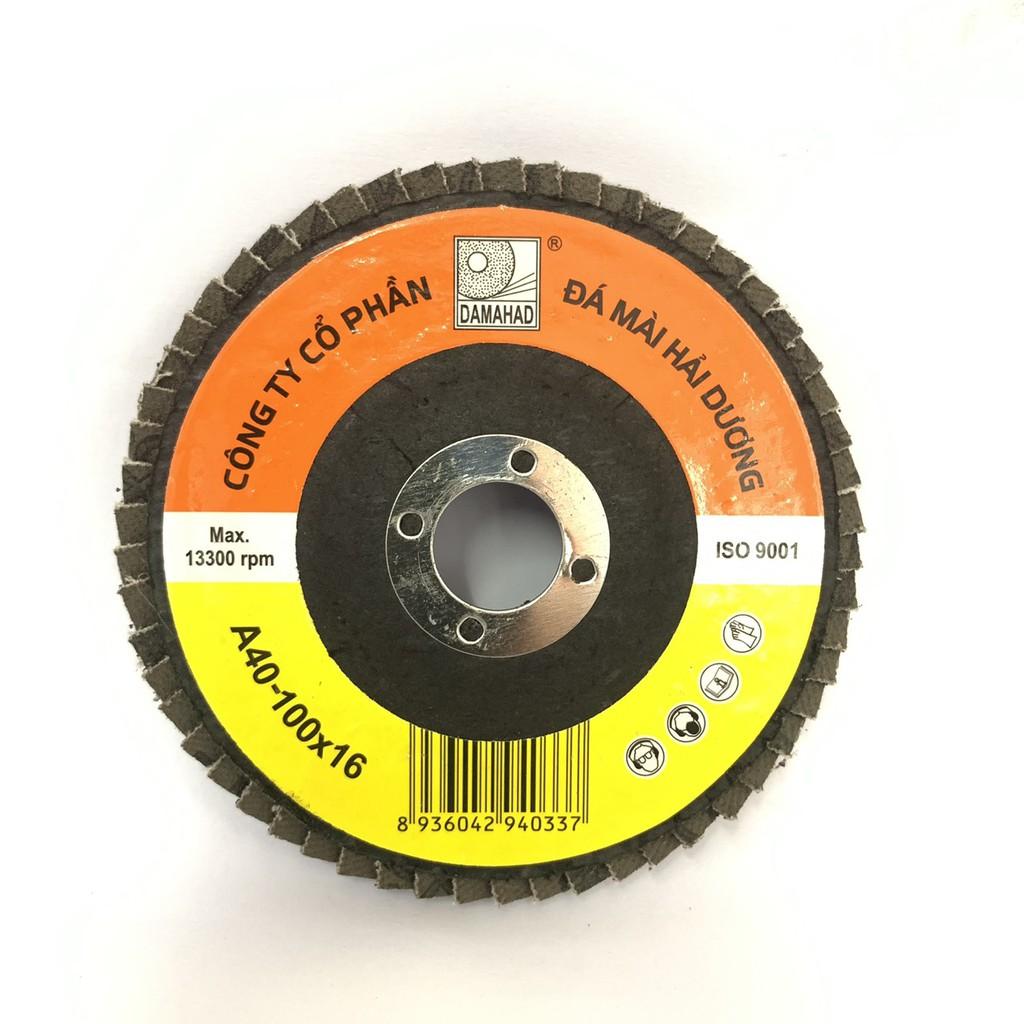 CÔNG TY CỔ PHẦN
DAMAHAD
®
ĐÁ MÀI HẢI DƯƠNG
Max.
13300 rpm
ISO 9001
A40-100x16
8 936042 940337